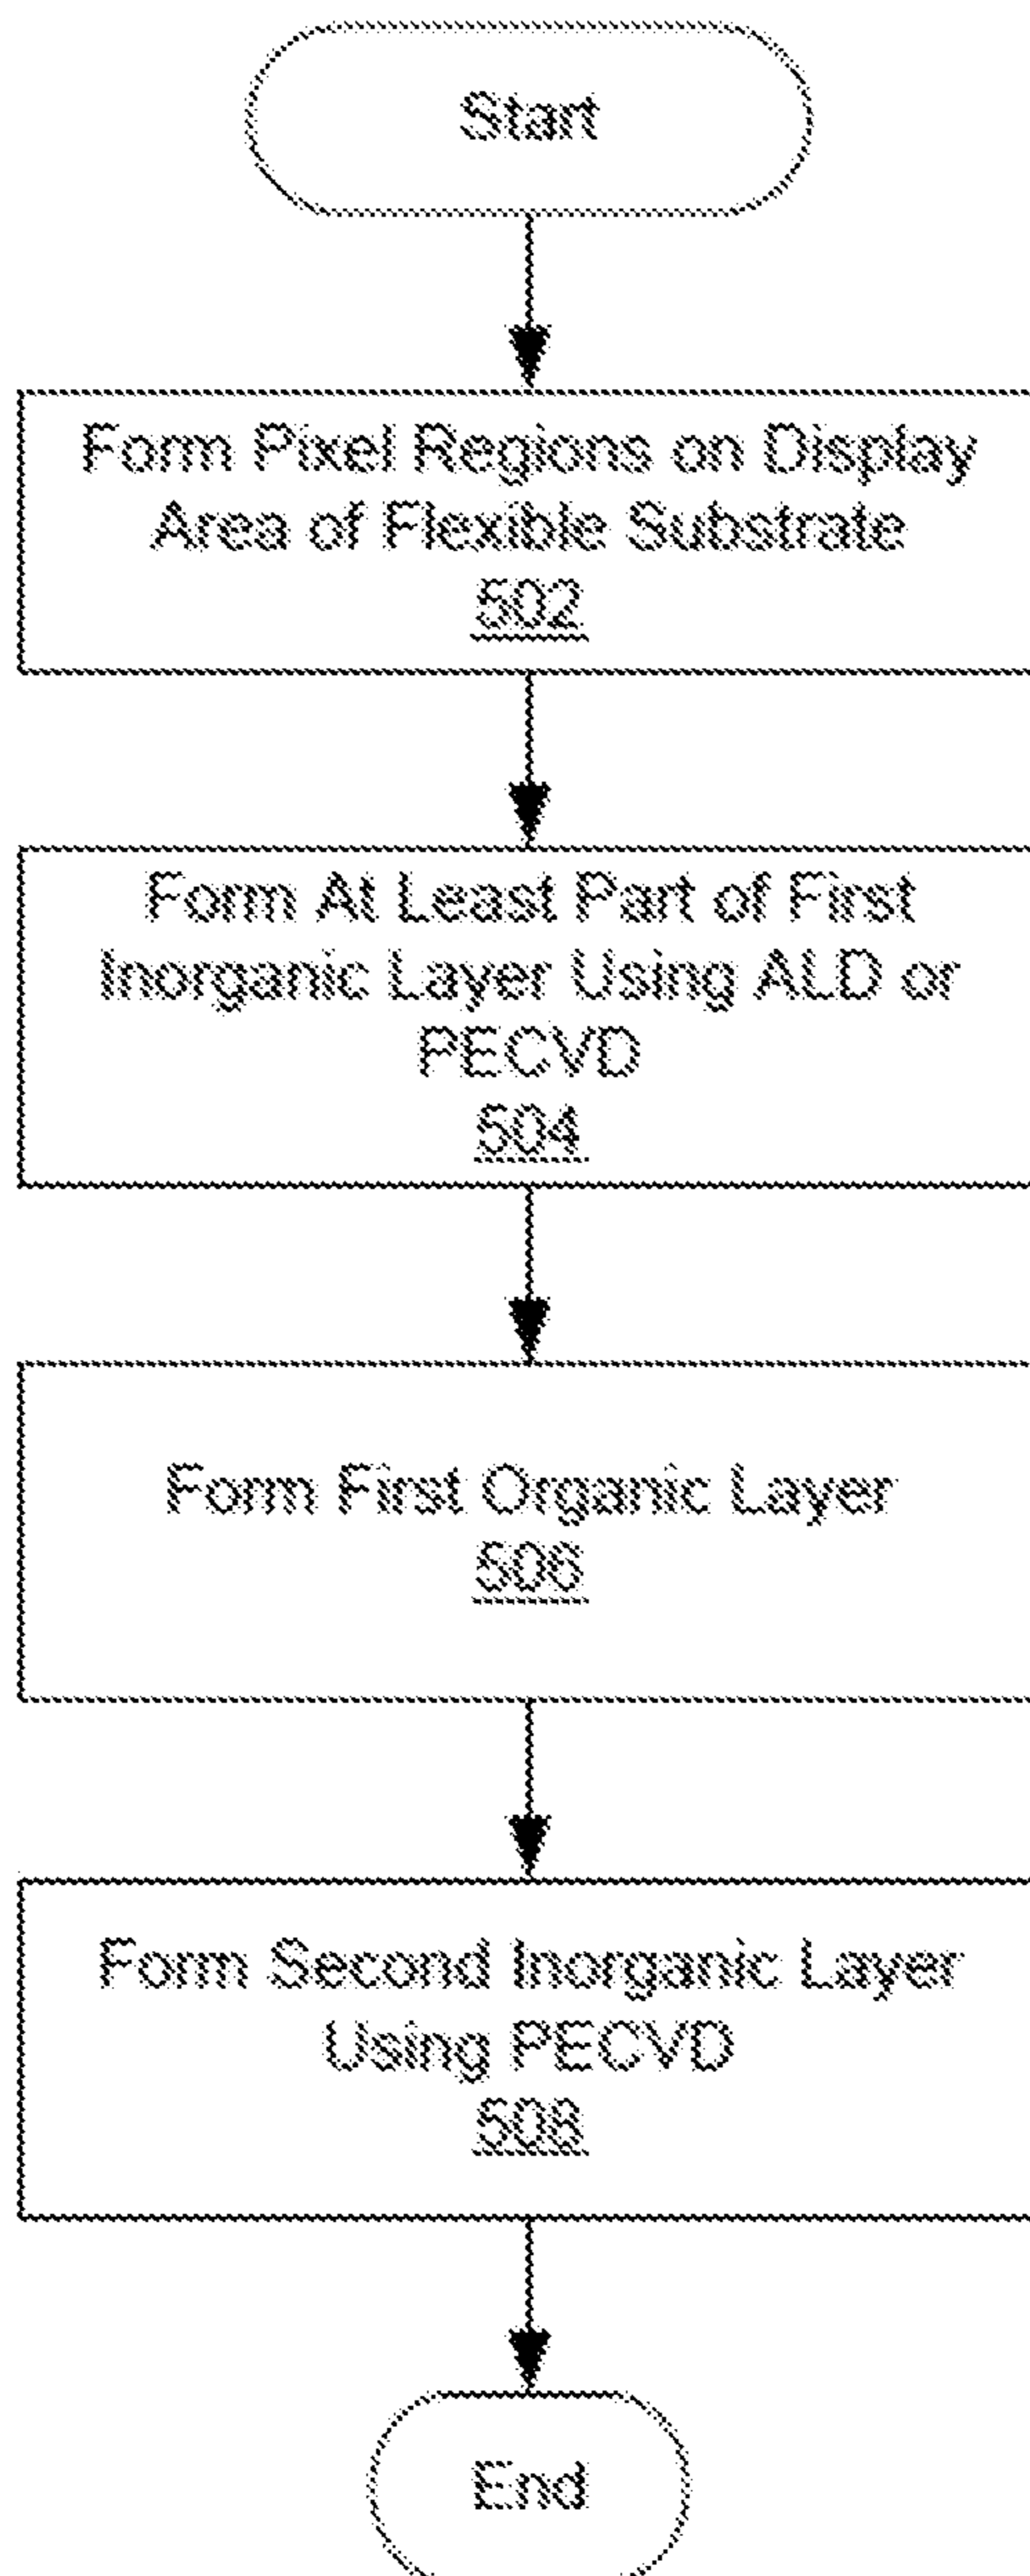 Start
Form Pixel Regions on Display
Area of Flexible Substrate
502
Form At Least Part of First
Inorganic Layer Using ALD or
PECVD
504
Form First Organic Layer
506
Form Second Inorganic Layer
Using PECVD
508
End